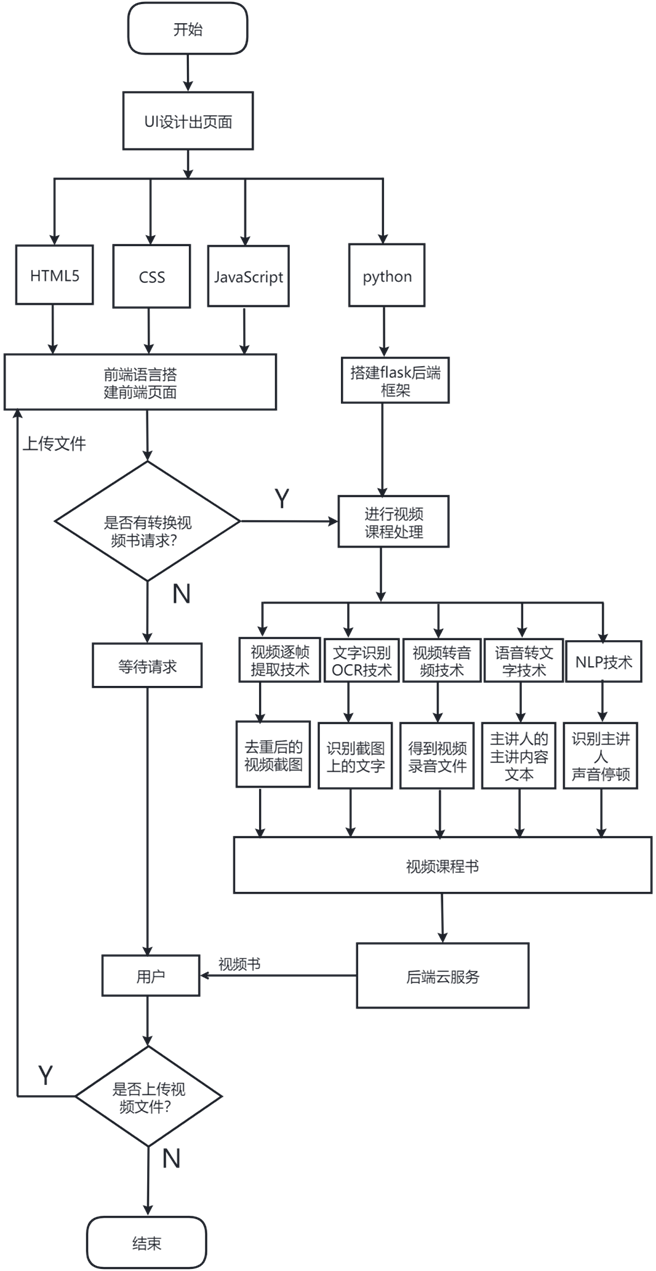 开始
UI设计出页面
HTML5
CSS
JavaScript
python
前端语言搭
建前端页面
搭建flask后端
框架
上传文件
是否有转换视
频书请求?
Y
进行视频
课程处理
N
等待请求
视频逐帧
提取技术
文字识别
OCR技术
视频转音
频技术
语音转文
字技术
NLP技术
去重后的
视频截图
识别截图
上的文字
得到视频
录音文件
主讲人的
主讲内容
文本
识别主讲
人
声音停顿
视频课程书
用户
视频书
后端云服务
Y
是否上传视
频文件?
N
结束